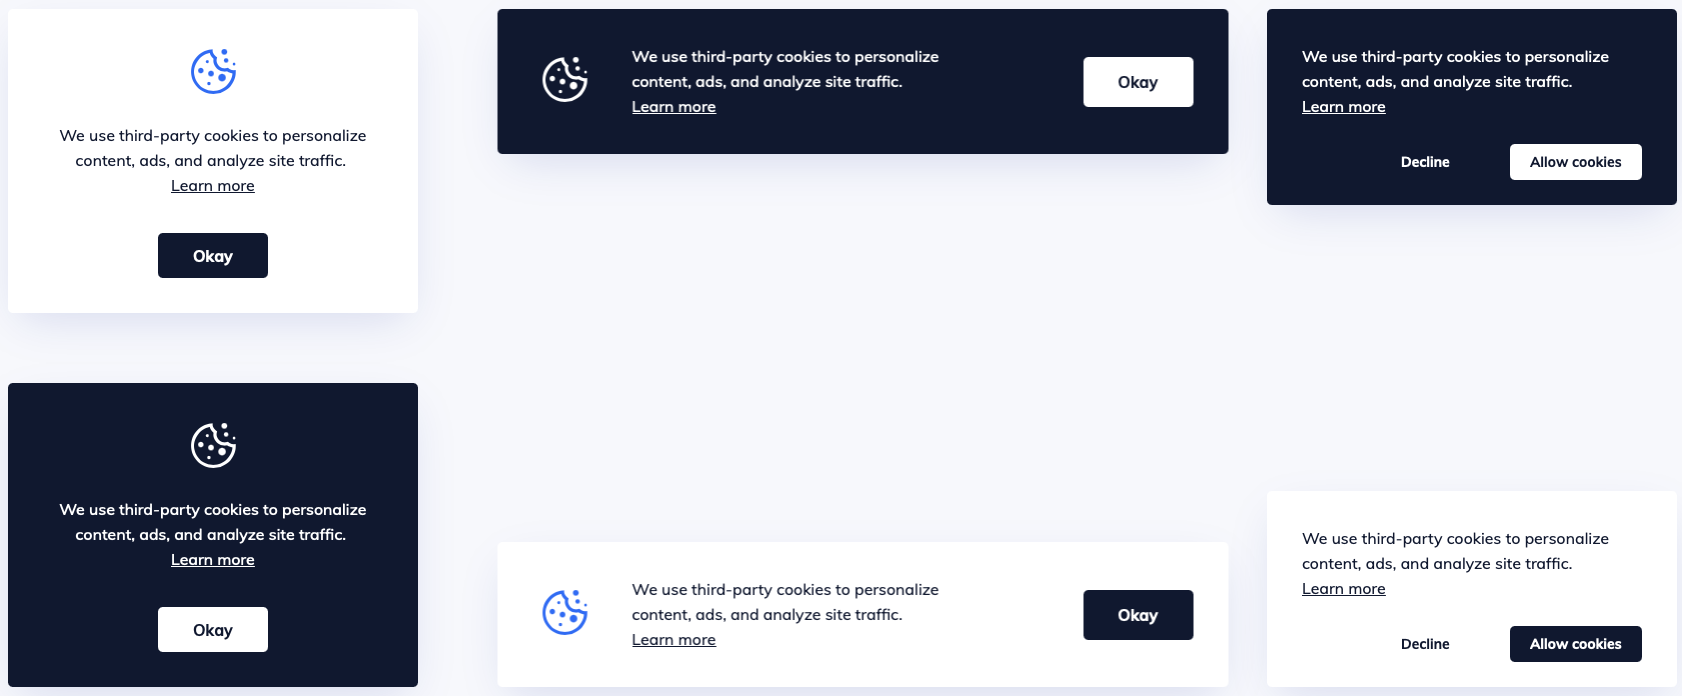 We use third-party cookies to personalize
content, ads, and analyze site traffic.
Learn more
Okay
We use third-party cookies to personalize
content, ads, and analyze site traffic.
Learn more
Okay
We use third-party cookies to personalize
content, ads, and analyze site traffic.
Learn more
Decline Allow cookies
We use third-party cookies to personalize
content, ads, and analyze site traffic.
Learn more
Okay
We use third-party cookies to personalize
content, ads, and analyze site traffic.
Learn more
Okay
We use third-party cookies to personalize
content, ads, and analyze site traffic.
Learn more
Decline Allow cookies